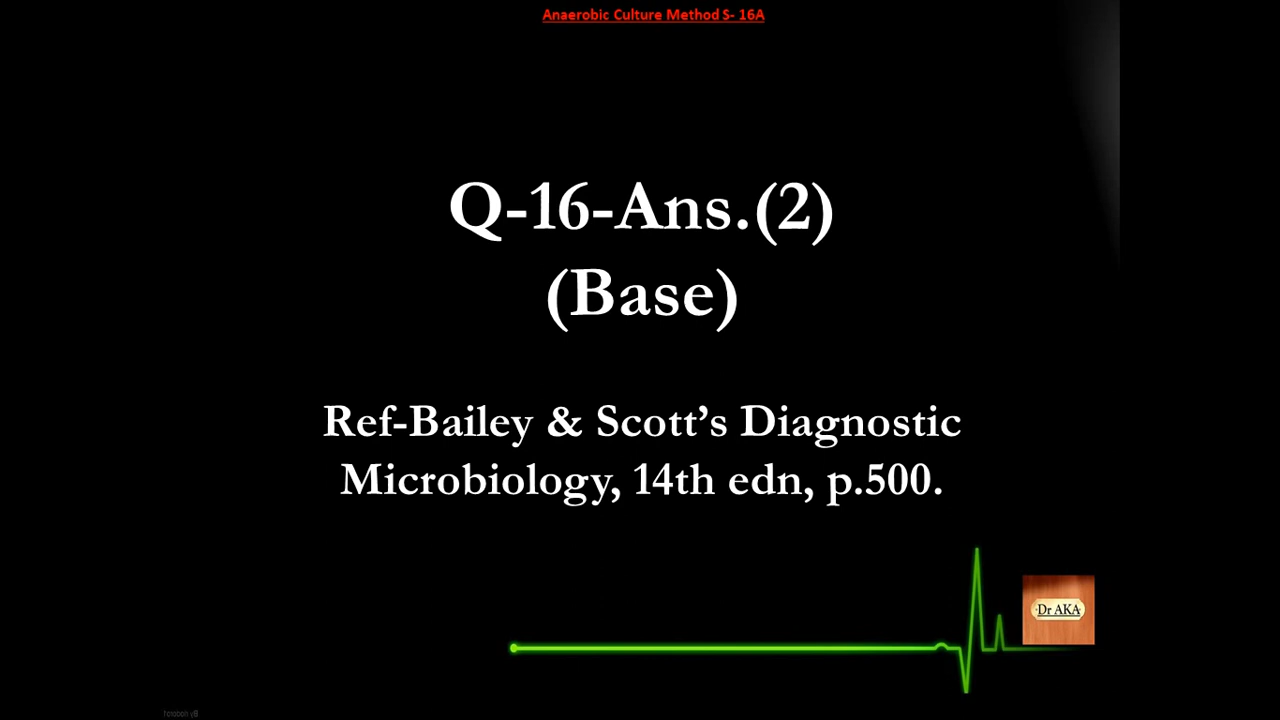 Anaerobic Culture Method S- 16A
Q-16-Ans.(2)
(Base)
Ref-Bailey & Scott’s Diagnostic
Microbiology, 14th edn, p.500.
Dr AKA